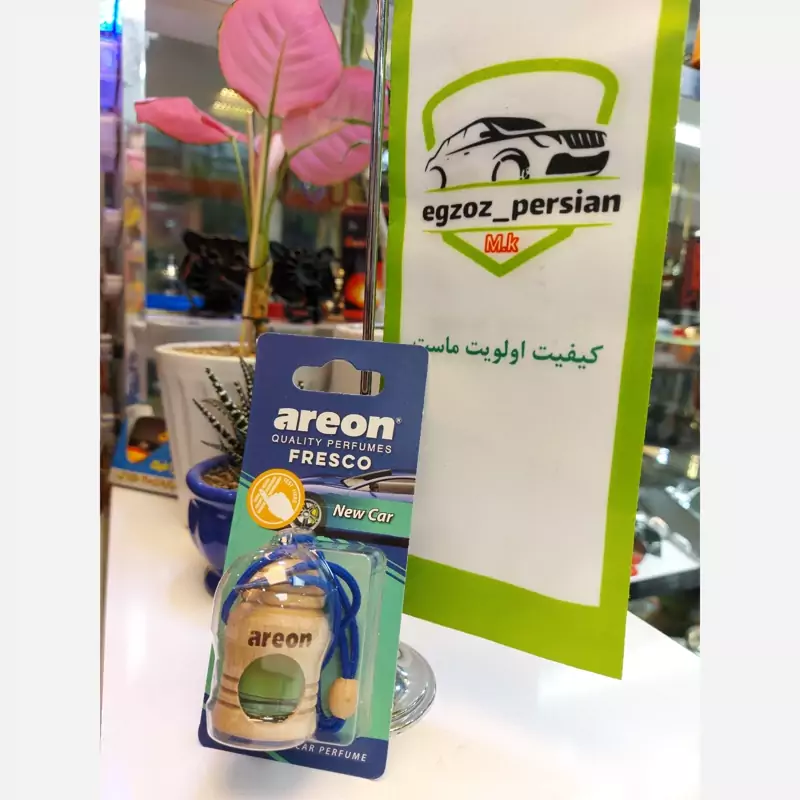 egzoz_persian
M.k
کیفیت اولویت ماست
areon®
QUALITY PERFUMES
FRESCO
New Car
areon
CAR PERFUME